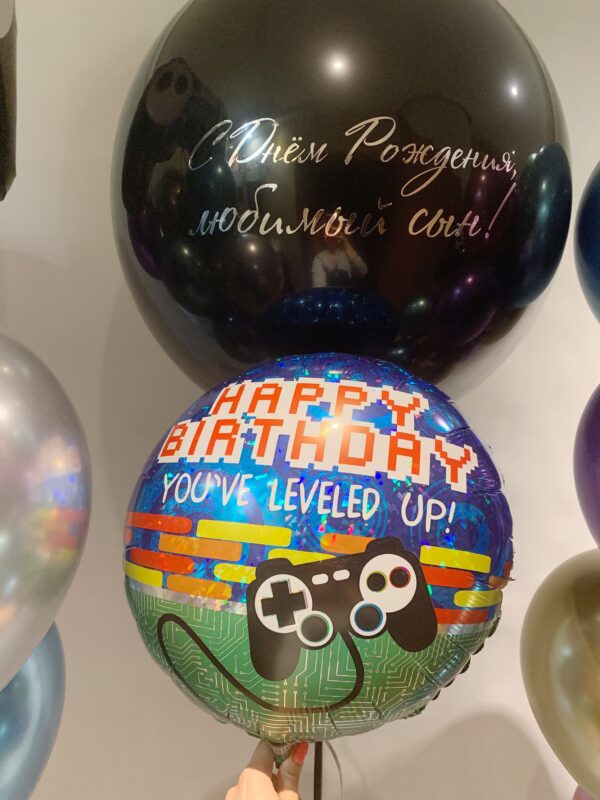 С Днём Рождения,
любимый сын!
HAPPY
BIRTHDAY
YOU'VE LEVELED UP!